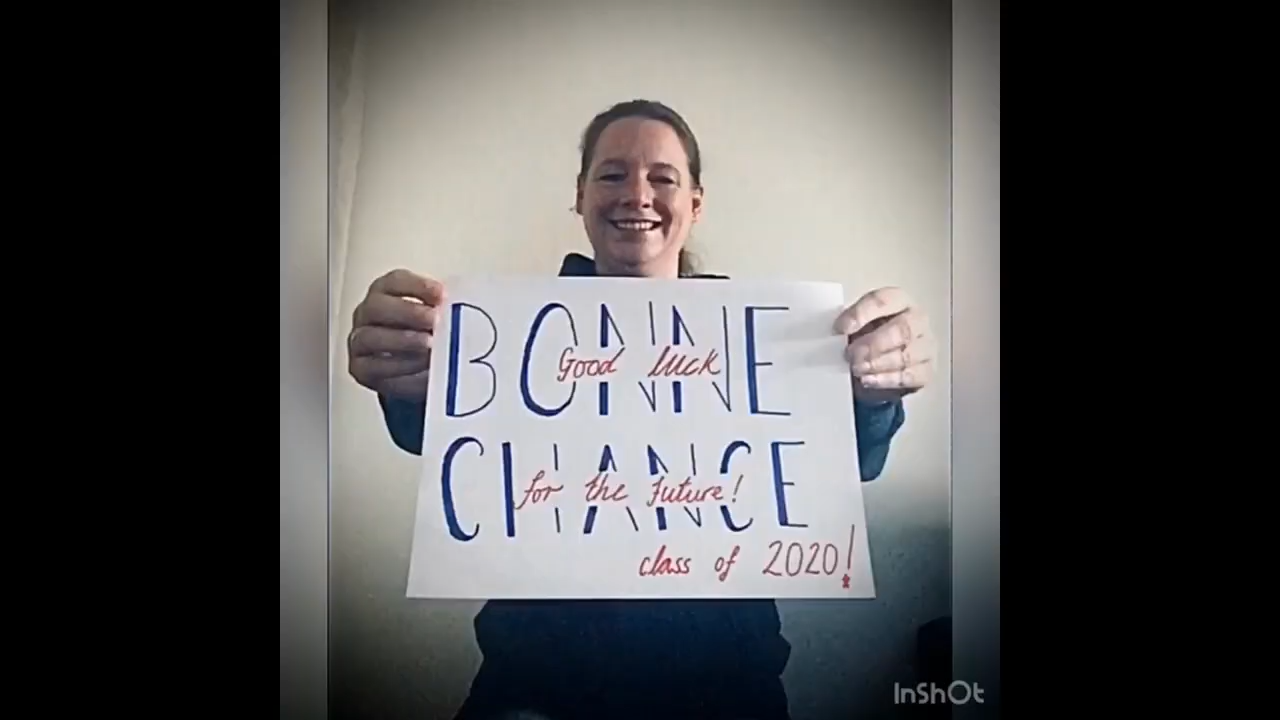 BONNE
Good luck
CHANCE
for the future!
class of 2020!
InShOt